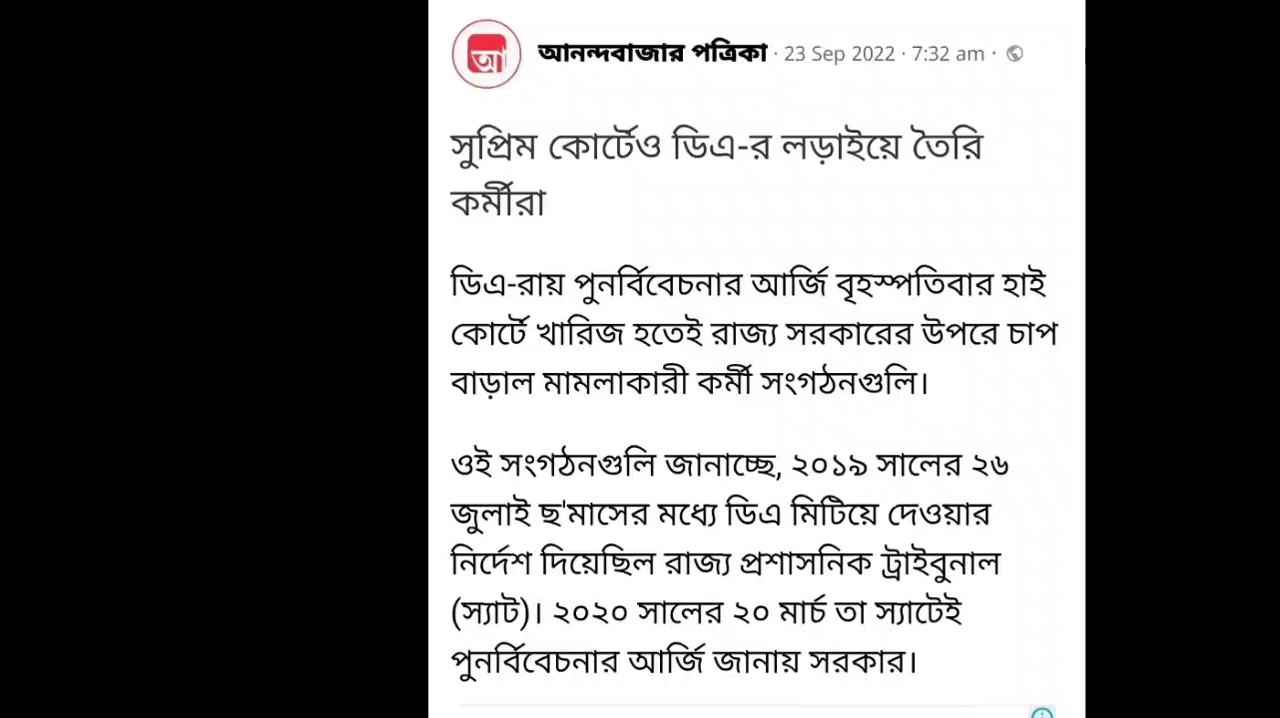 আ
আনন্দবাজার পত্রিকা · 23 Sep 2022 · 7:32 am ·
সুপ্রিম কোর্টেও ডিএ-র লড়াইয়ে তৈরি
কর্মীরা
ডিএ-রায় পুনর্বিবেচনার আর্জি বৃহস্পতিবার হাই
কোর্টে খারিজ হতেই রাজ্য সরকারের উপরে চাপ
বাড়াল মামলাকারী কর্মী সংগঠনগুলি।
ওই সংগঠনগুলি জানাচ্ছে, ২০১৯ সালের ২৬
জুলাই ছ'মাসের মধ্যে ডিএ মিটিয়ে দেওয়ার
নির্দেশ দিয়েছিল রাজ্য প্রশাসনিক ট্রাইবুনাল
(স্যাট)। ২০২০ সালের ২০ মার্চ তা স্যাটেই
পুনর্বিবেচনার আর্জি জানায় সরকার।